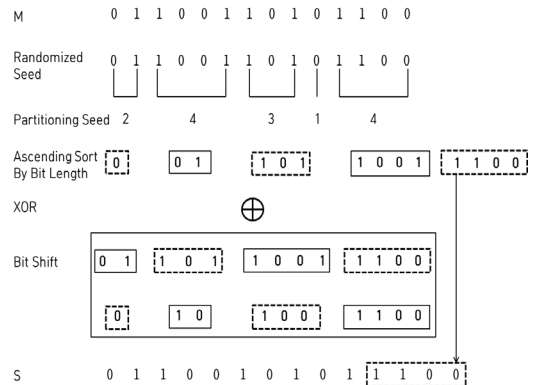 M 0 1 1 0 0 1 1 0 1 0 1 1 0 0
Randomized Seed 0 1 1 0 0 1 1 0 1 0 1 1 0 0
Partitioning Seed 2 4 3 1 4
Ascending Sort By Bit Length 0 0 1 1 0 1 1 0 0 1 1 1 0 0
XOR ⊕
Bit Shift 0 1 1 0 1 1 0 0 1 1 1 0 0
0 1 0 1 0 0 1 1 0 0
S 0 1 1 0 0 1 0 1 0 1 1 1 0 0